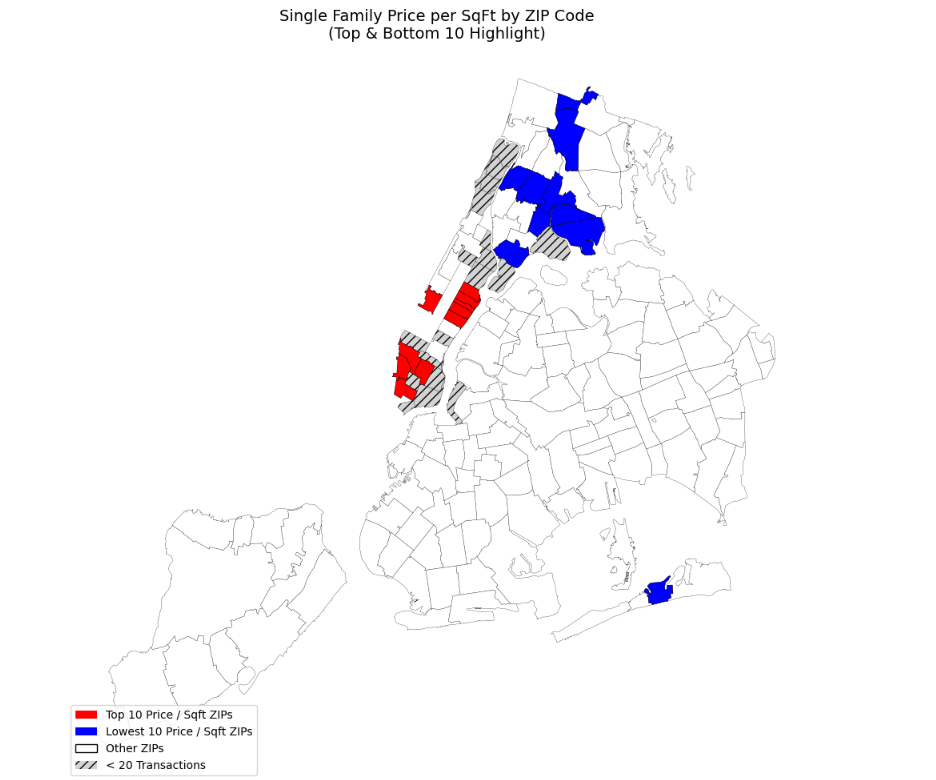 Single Family Price per SqFt by ZIP Code
(Top & Bottom 10 Highlight)
Top 10 Price / Sqft ZIPs
Lowest 10 Price / Sqft ZIPs
Other ZIPs
< 20 Transactions